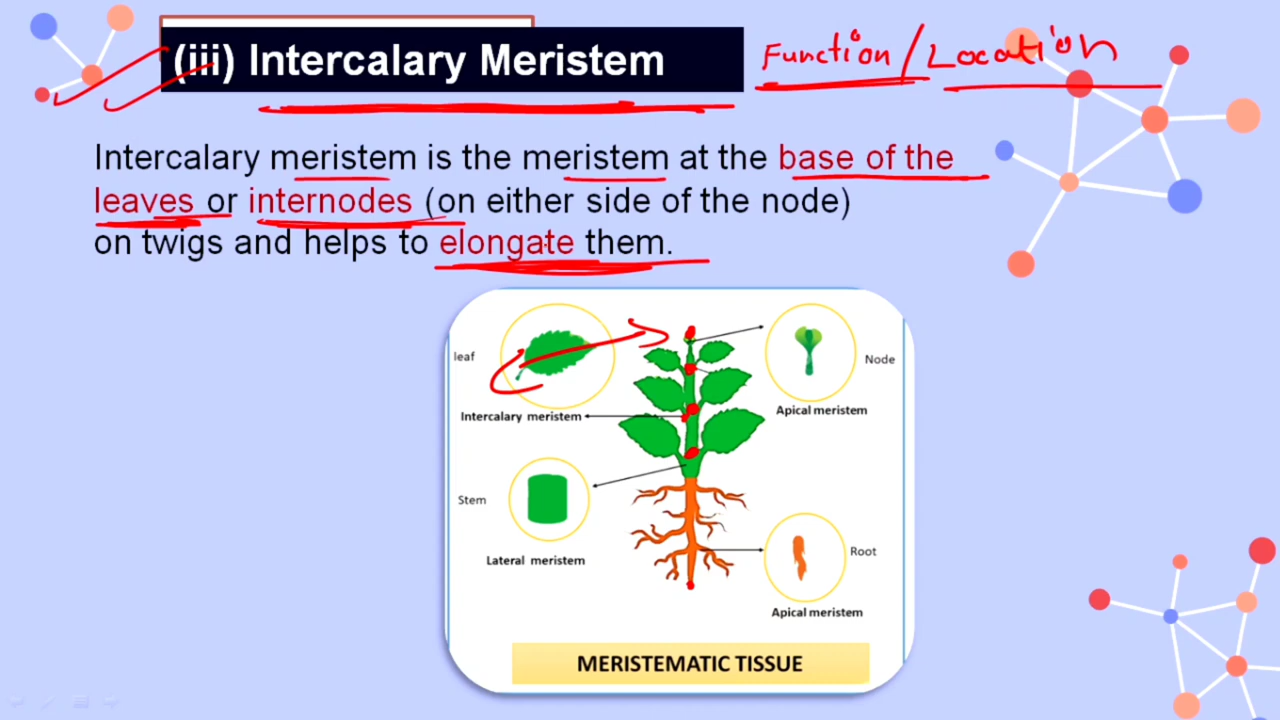 (iii) Intercalary Meristem
Function / Location
Intercalary meristem is the meristem at the base of the
leaves or internodes (on either side of the node)
on twigs and helps to elongate them.
leaf
Node
Intercalary meristem
Apical meristem
Stem
Lateral meristem
Root
Apical meristem
MERISTEMATIC TISSUE